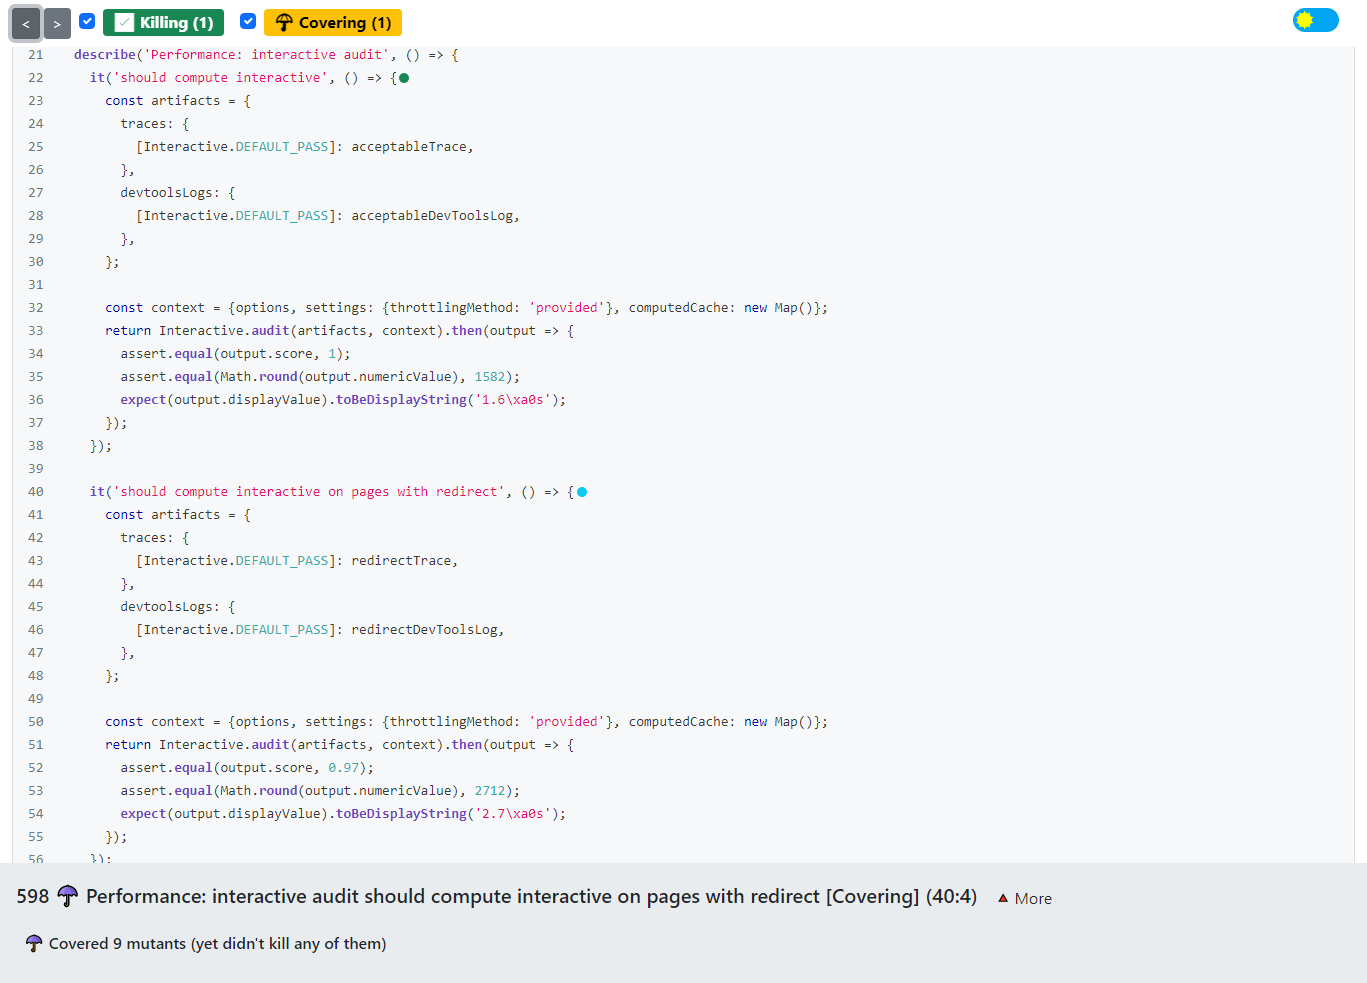 < > Killing (1) Covering (1)
21 describe('Performance: interactive audit', () => {
22 it('should compute interactive', () => {
23 const artifacts = {
24 traces: {
25 [Interactive.DEFAULT_PASS]: acceptableTrace,
26 },
27 devtoolsLogs: {
28 [Interactive.DEFAULT_PASS]: acceptableDevToolsLog,
29 },
30 };
31
32 const context = {options, settings: {throttlingMethod: 'provided'}, computedCache: new Map()};
33 return Interactive.audit(artifacts, context).then(output => {
34 assert.equal(output.score, 1);
35 assert.equal(Math.round(output.numericValue), 1582);
36 expect(output.displayValue).toBeDisplayString('1.6\xa0s');
37 });
38 });
39
40 it('should compute interactive on pages with redirect', () => {
41 const artifacts = {
42 traces: {
43 [Interactive.DEFAULT_PASS]: redirectTrace,
44 },
45 devtoolsLogs: {
46 [Interactive.DEFAULT_PASS]: redirectDevToolsLog,
47 },
48 };
49
50 const context = {options, settings: {throttlingMethod: 'provided'}, computedCache: new Map()};
51 return Interactive.audit(artifacts, context).then(output => {
52 assert.equal(output.score, 0.97);
53 assert.equal(Math.round(output.numericValue), 2712);
54 expect(output.displayValue).toBeDisplayString('2.7\xa0s');
55 });
56 });
598 Performance: interactive audit should compute interactive on pages with redirect [Covering] (40:4) More
Covered 9 mutants (yet didn't kill any of them)